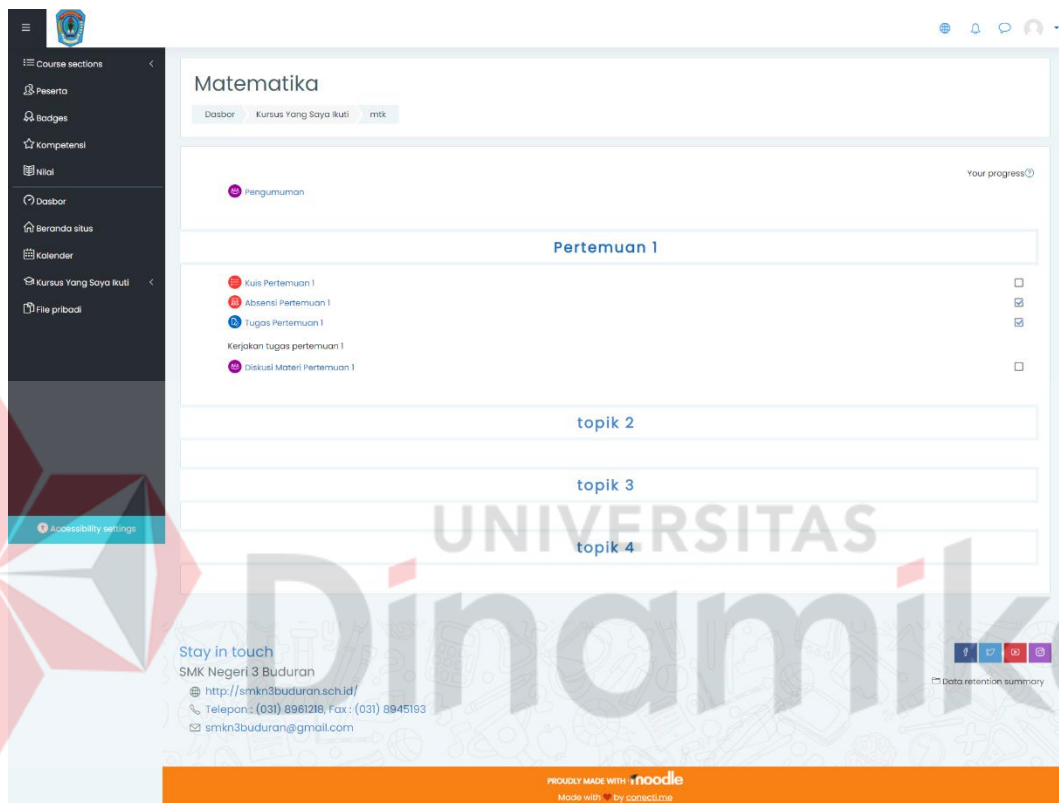 Course sections
Peserta
Badges
Kompetensi
Nilai
Dasbor
Beranda situs
Kalender
Kursus Yang Saya Ikuti
File pribadi
Accessibility settings
Matematika
Dasbor Kursus Yang Saya Ikuti mtk
Your progress
Pengumuman
Pertemuan 1
Kuis Pertemuan 1
Absensi Pertemuan 1
Tugas Pertemuan 1
Kerjakan tugas pertemuan 1
Diskusi Materi Pertemuan 1
topik 2
topik 3
topik 4
UNIVERSITAS
Dinamika
Stay in touch
SMK Negeri 3 Buduran
http://smkn3buduran.sch.id/
Telepon : (031) 8961218, Fax : (031) 8945193
smkn3buduran@gmail.com
Data retention summary
PROUDLY MADE WITH moodle
Made with ❤ by conecti.me